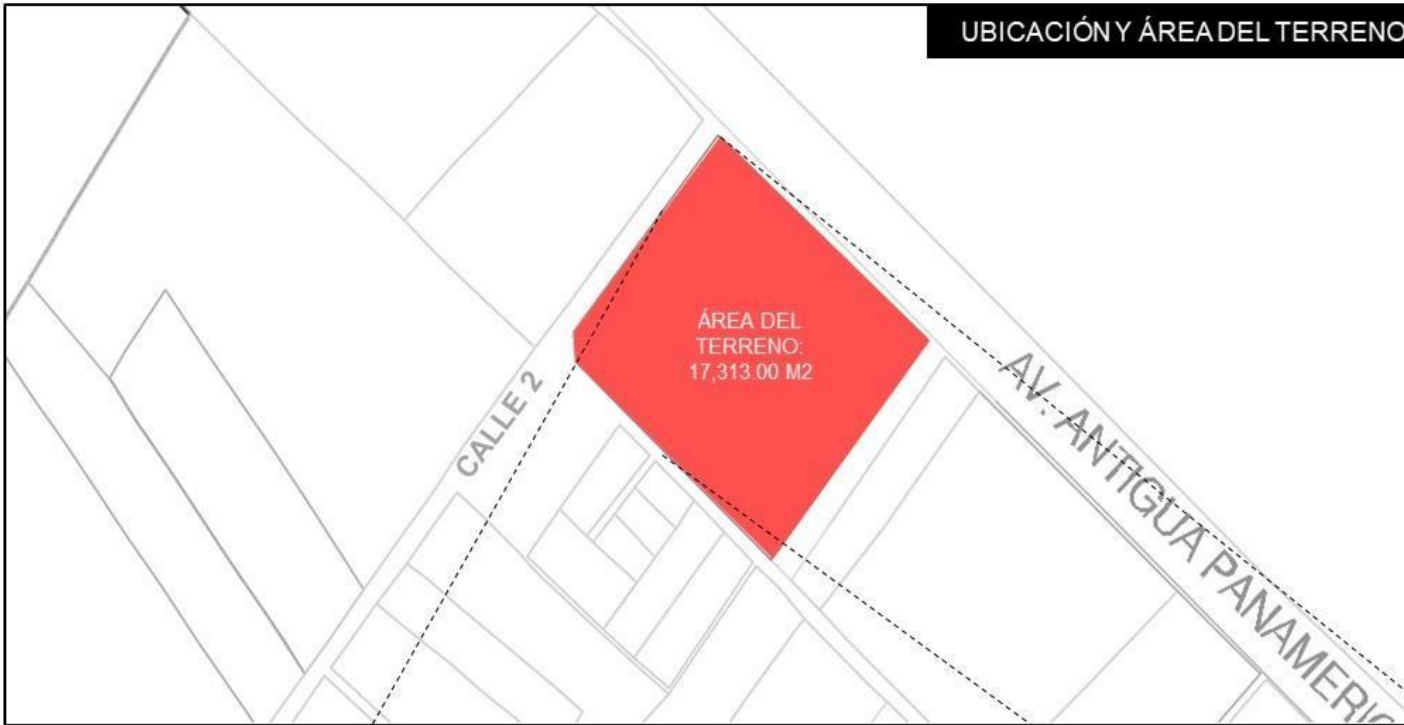 UBICACIÓN Y ÁREA DEL TERRENO
ÁREA DEL
TERRENO:
17,313.00 M2
CALLE 2
AV. ANTIGUA PANAMERIC